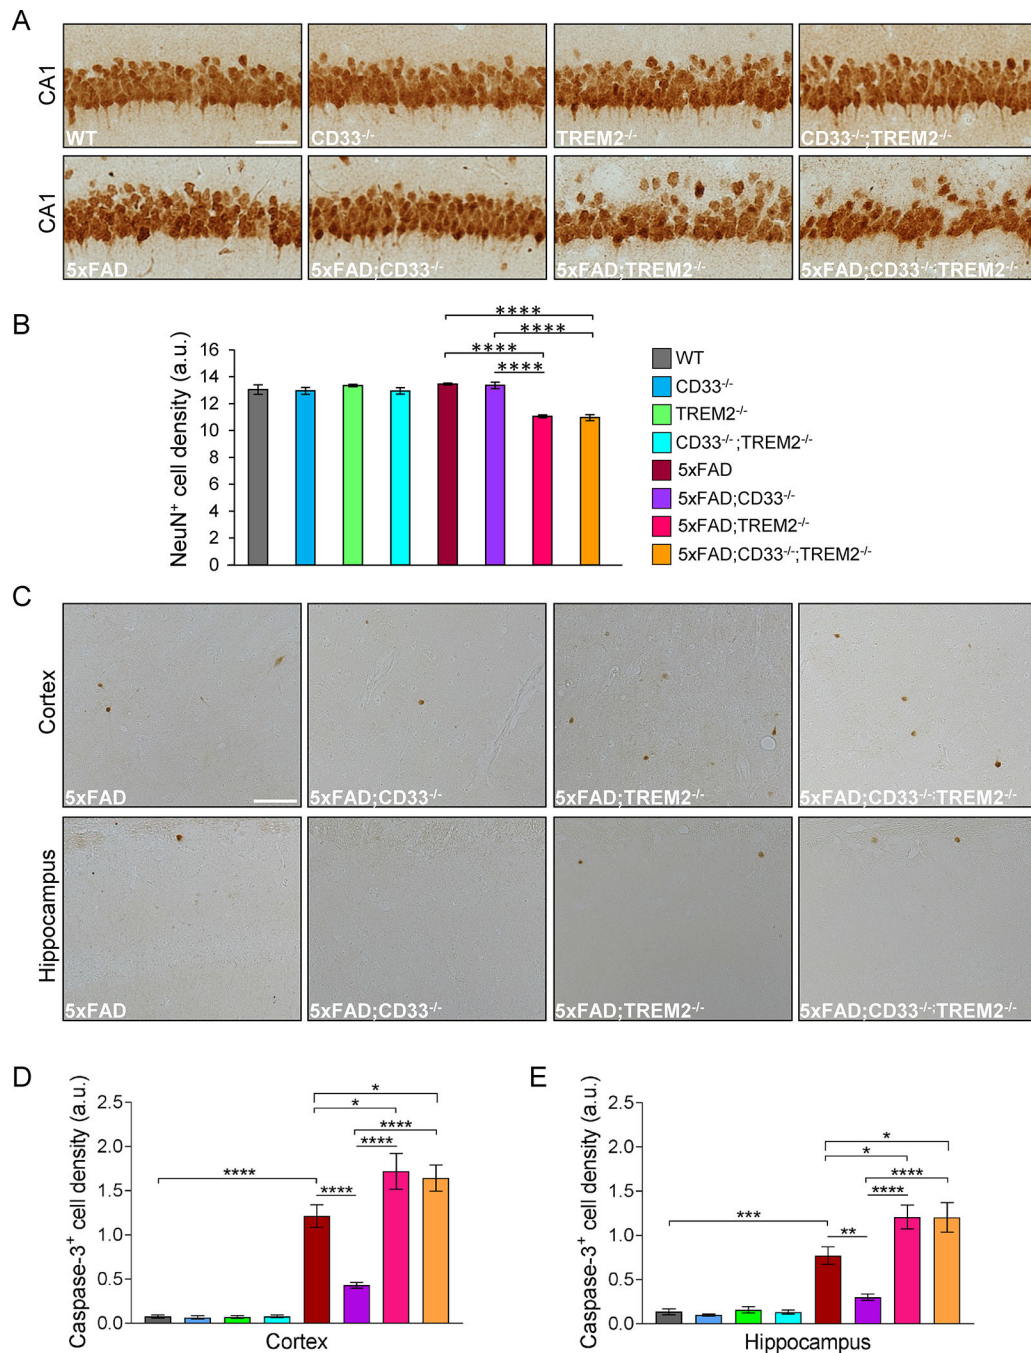 A
CA1
WT
CD33-/-
TREM2-/-
CD33-/-;TREM2-/-
CA1
5xFAD
5xFAD;CD33-/-
5xFAD;TREM2-/-
5xFAD;CD33-/-;TREM2-/-
B
NeuN+ cell density (a.u.)
16
14
12
10
8
6
4
2
0
****
****
****
****
WT
CD33-/-
TREM2-/-
CD33-/-;TREM2-/-
5xFAD
5xFAD;CD33-/-
5xFAD;TREM2-/-
5xFAD;CD33-/-;TREM2-/-
C
Cortex
5xFAD
5xFAD;CD33-/-
5xFAD;TREM2-/-
5xFAD;CD33-/-;TREM2-/-
Hippocampus
5xFAD
5xFAD;CD33-/-
5xFAD;TREM2-/-
5xFAD;CD33-/-;TREM2-/-
D
Caspase-3+ cell density (a.u.)
2.5
2.0
1.5
1.0
0.5
0.0
*
*
****
****
****
****
Cortex
E
Caspase-3+ cell density (a.u.)
2.5
2.0
1.5
1.0
0.5
0.0
*
*
****
****
***
**
Hippocampus